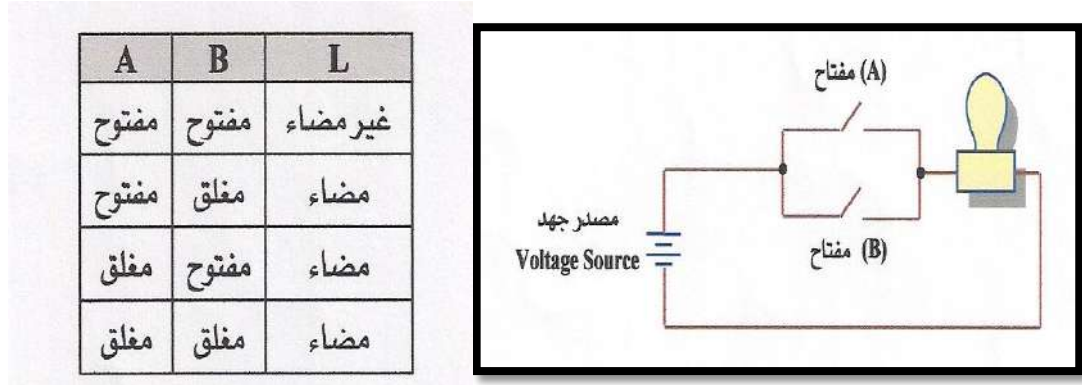 A B L
مفتوح مفتوح غير مضاء
مفتوح مغلق مضاء
مغلق مفتوح مضاء
مغلق مغلق مضاء
(A) مفتاح
مصدر جهد
Voltage Source
(B) مفتاح